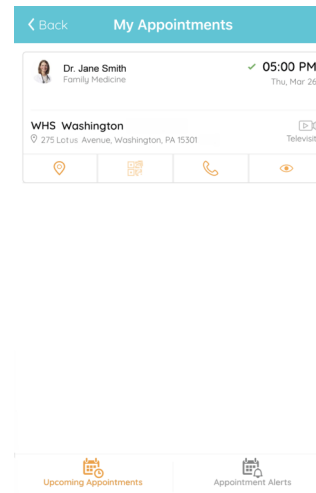 Back
My Appointments
Dr. Jane Smith
05:00 PM
Family Medicine
Thu, Mar 26
WHS Washington
275 Lotus Avenue, Washington, PA 15301
Televisit
Upcoming Appointments
Appointment Alerts